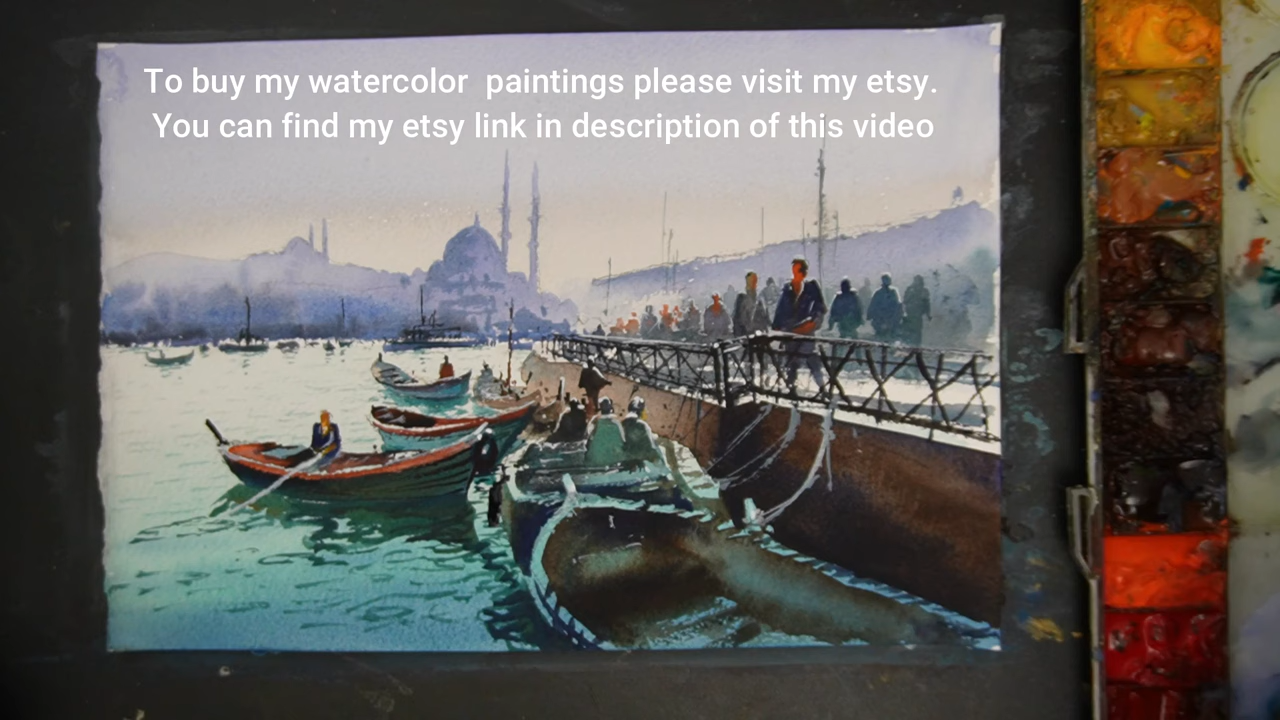 To buy my watercolor  paintings please visit my etsy.
You can find my etsy link in description of this video